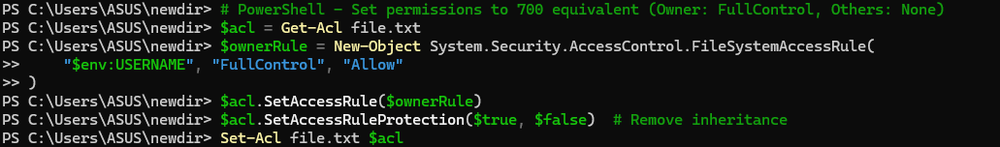 PS C:\Users\ASUS\newdir> # PowerShell - Set permissions to 700 equivalent (Owner: FullControl, Others: None)
PS C:\Users\ASUS\newdir> $acl = Get-Acl file.txt
PS C:\Users\ASUS\newdir> $ownerRule = New-Object System.Security.AccessControl.FileSystemAccessRule(
>>     "$env:USERNAME", "FullControl", "Allow"
>> )
PS C:\Users\ASUS\newdir> $acl.SetAccessRule($ownerRule)
PS C:\Users\ASUS\newdir> $acl.SetAccessRuleProtection($true, $false)  # Remove inheritance
PS C:\Users\ASUS\newdir> Set-Acl file.txt $acl